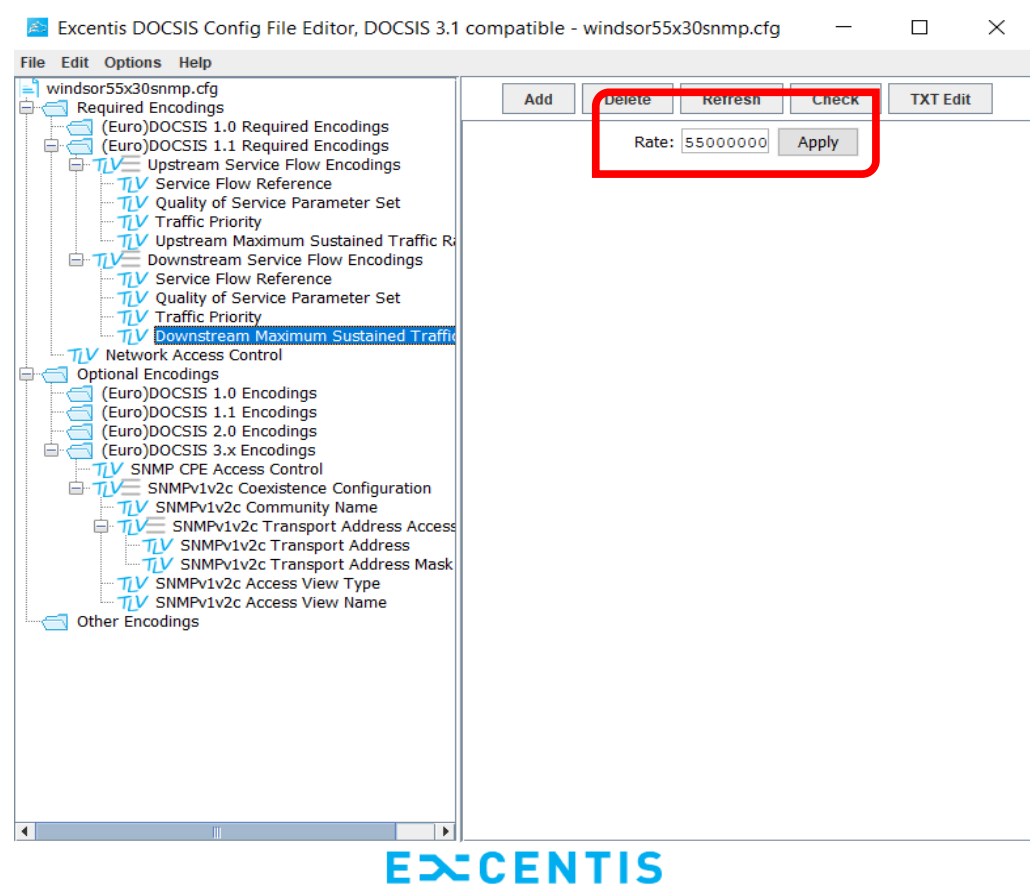 Excentis DOCSIS Config File Editor, DOCSIS 3.1 compatible - windsor55x30snmp.cfg
File Edit Options Help
windsor55x30snmp.cfg
Required Encodings
(Euro)DOCSIS 1.0 Required Encodings
(Euro)DOCSIS 1.1 Required Encodings
TLV Upstream Service Flow Encodings
TLV Service Flow Reference
TLV Quality of Service Parameter Set
TLV Traffic Priority
TLV Upstream Maximum Sustained Traffic Ra
TLV Downstream Service Flow Encodings
TLV Service Flow Reference
TLV Quality of Service Parameter Set
TLV Traffic Priority
TLV Downstream Maximum Sustained Traffic
TLV Network Access Control
Optional Encodings
(Euro)DOCSIS 1.0 Encodings
(Euro)DOCSIS 1.1 Encodings
(Euro)DOCSIS 2.0 Encodings
(Euro)DOCSIS 3.x Encodings
TLV SNMP CPE Access Control
TLV SNMPv1v2c Coexistence Configuration
TLV SNMPv1v2c Community Name
TLV SNMPv1v2c Transport Address Access
TLV SNMPv1v2c Transport Address
TLV SNMPv1v2c Transport Address Mask
TLV SNMPv1v2c Access View Type
TLV SNMPv1v2c Access View Name
Other Encodings
Add Delete Refresh Check TXT Edit
Rate: 55000000 Apply
EXCENTIS